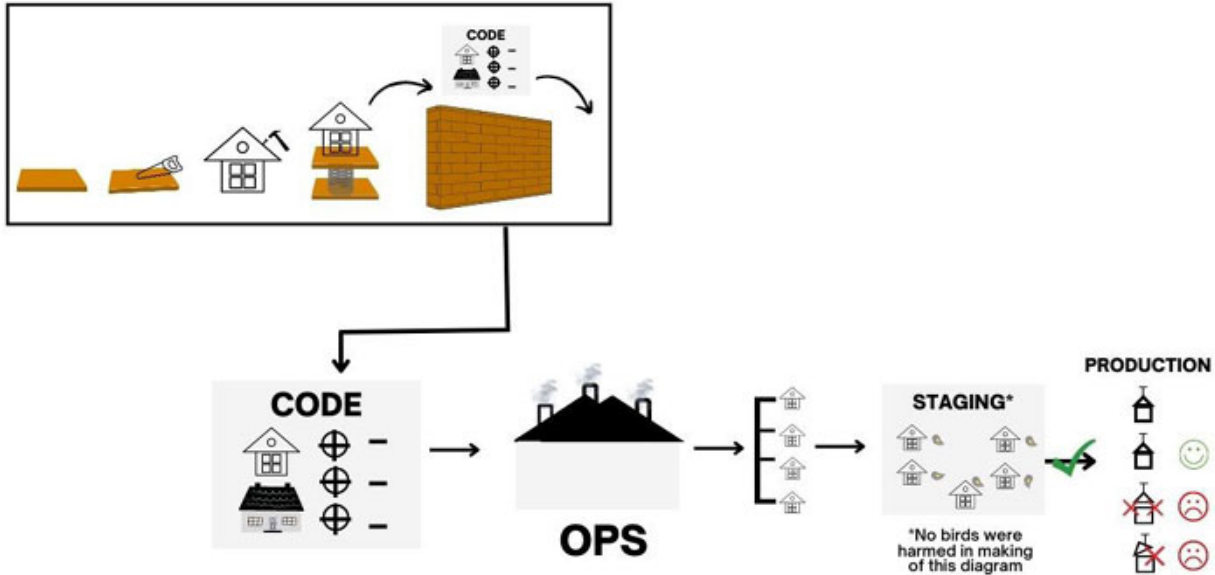 CODE
CODE
OPS
STAGING*
*No birds were
harmed in making
of this diagram
PRODUCTION